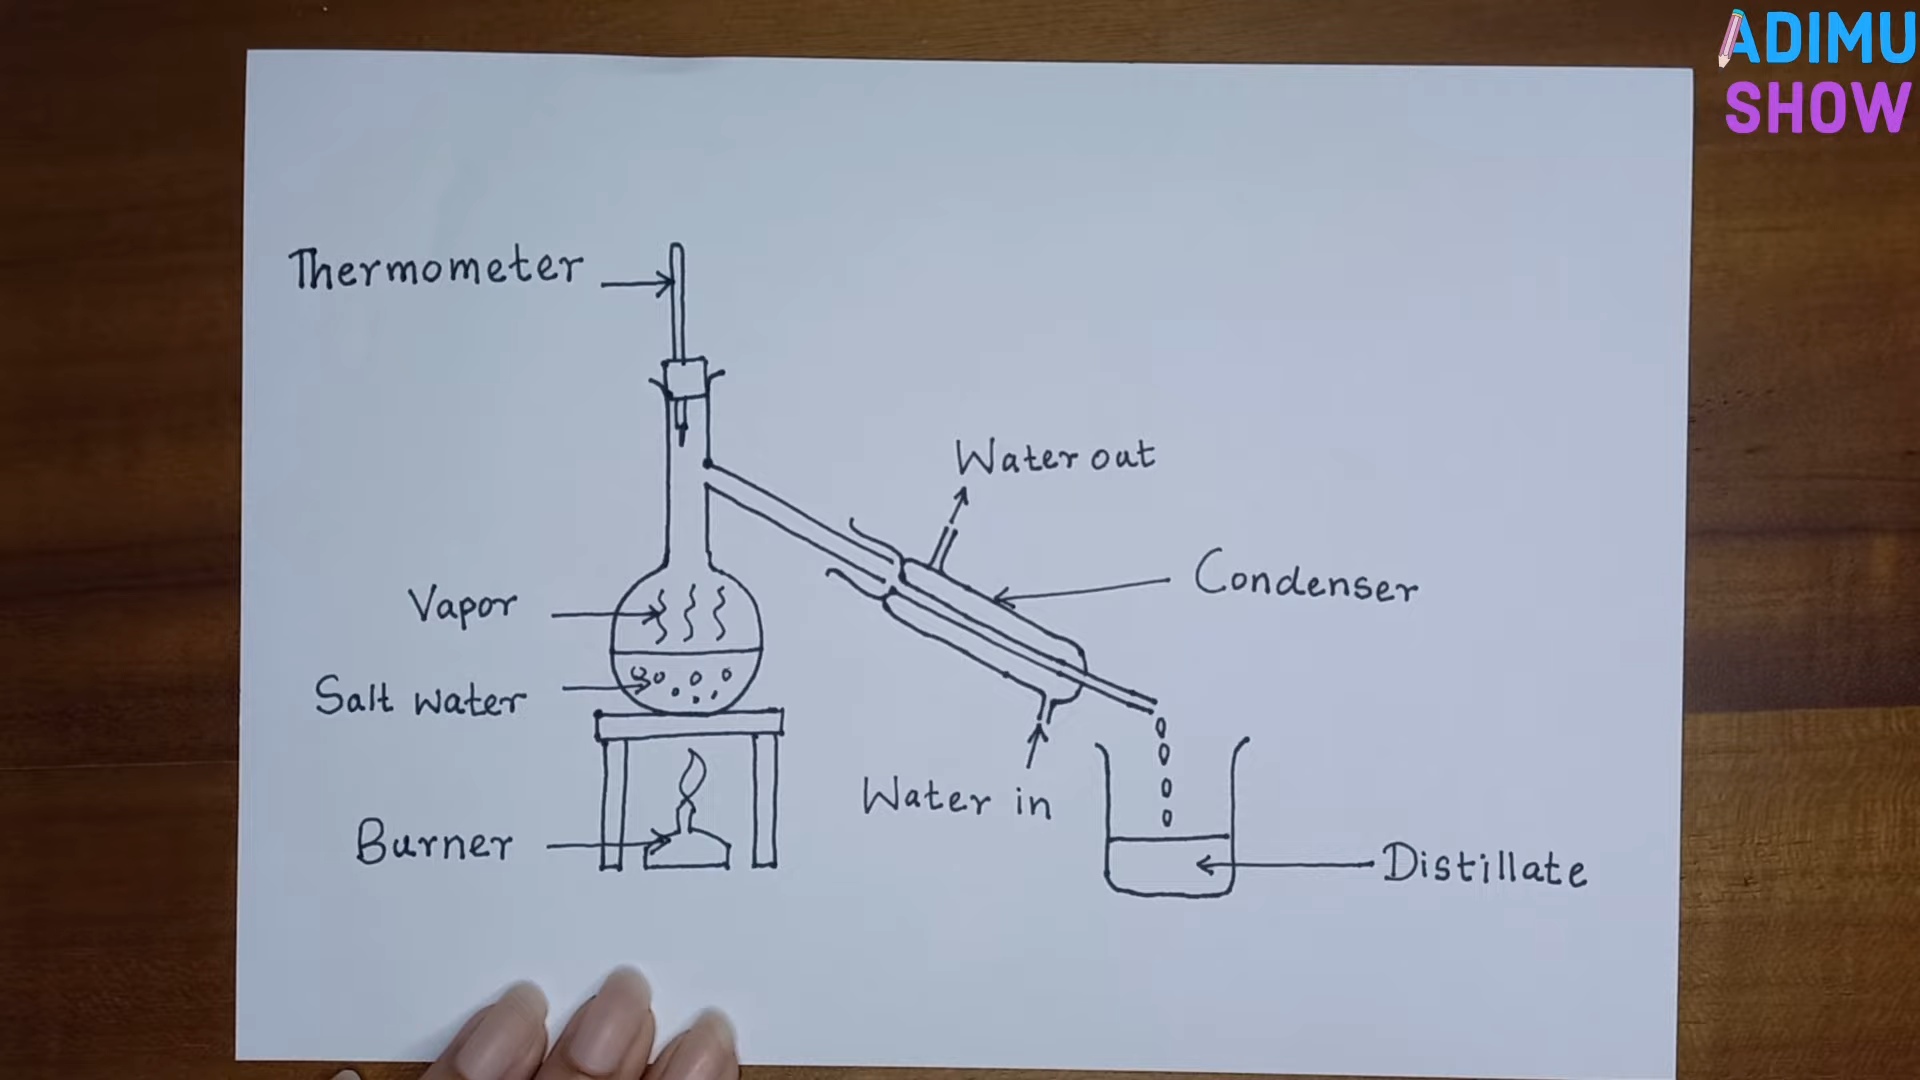 ADIMU
SHOW
Thermometer
Water out
Condenser
Vapor
Salt water
Water in
Burner
Distillate